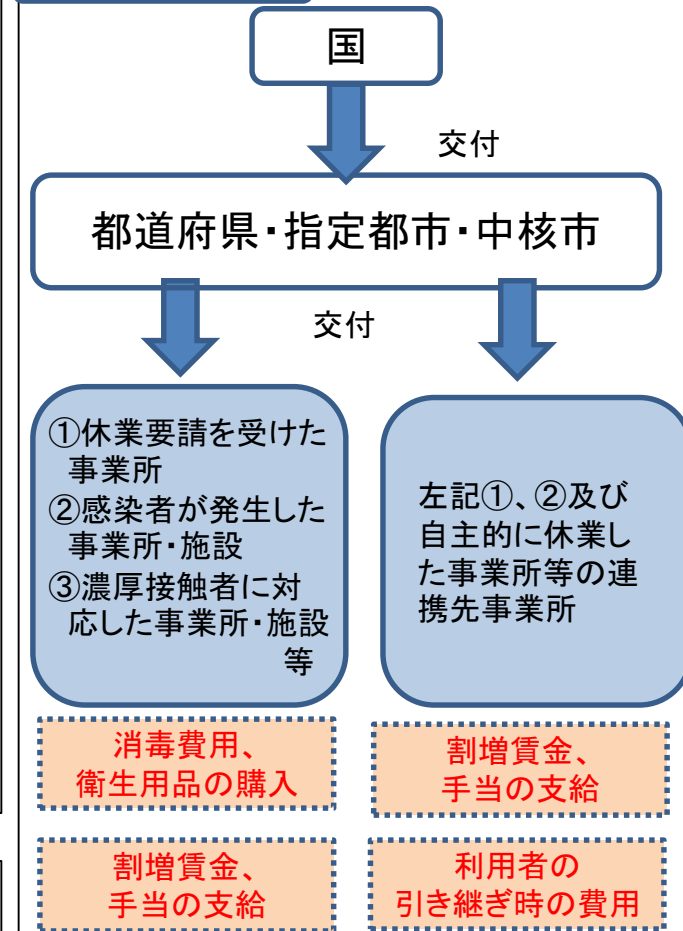 国
交付
都道府県・指定都市・中核市
交付
①休業要請を受けた
事業所
②感染者が発生した
事業所・施設
③濃厚接触者に対
応した事業所・施設
等
左記①、②及び
自主的に休業し
た事業所等の連
携先事業所
消毒費用、
衛生用品の購入
割増賃金、
手当の支給
割増賃金、
手当の支給
利用者の
引き継ぎ時の費用